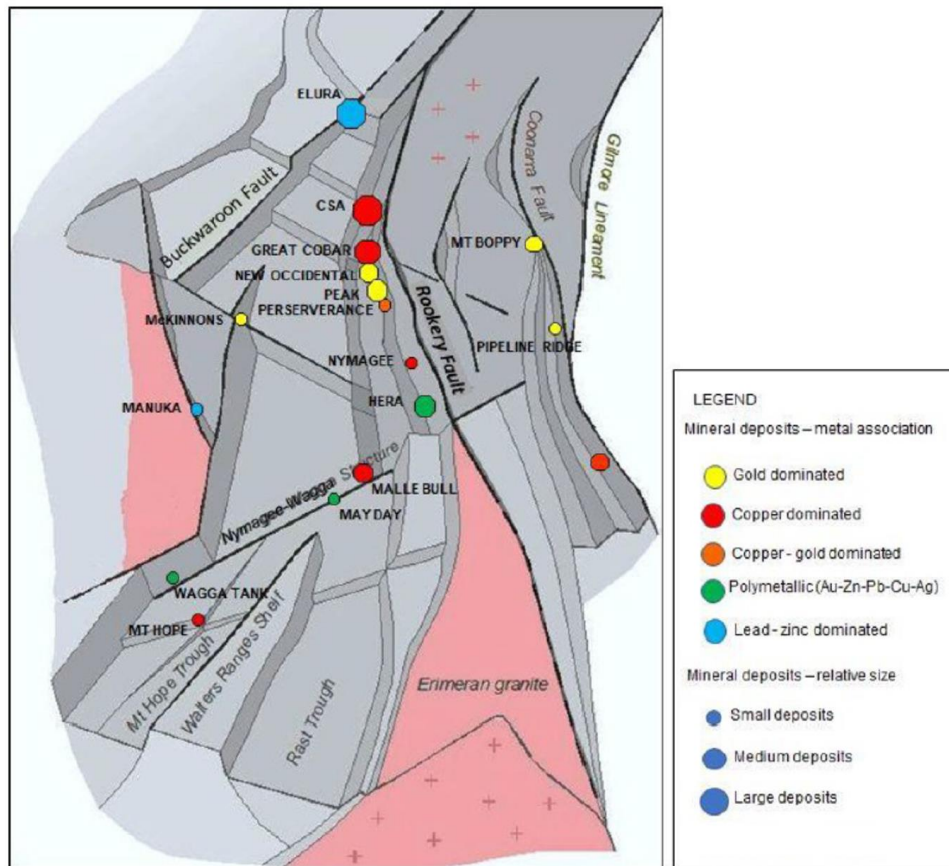 ELURA
Coonarra Fault
Gilmore Lineament
Buckwaroon Fault
CSA
GREAT COBAR
MT BOPPY
NEW OCCIDENTAL
PEAK
PERSERVERANCE
Rookery Fault
McKINNONS
PIPELINE RIDGE
NYMAGEE
MANUKA
HERA
Nymagee-Wagga Structure
MALLE BULL
MAY DAY
WAGGA TANK
MT HOPE
Mt Hope Trough
Walters Ranges Shelf
Rast Trough
Erimeran granite
LEGEND
Mineral deposits – metal association
Gold dominated
Copper dominated
Copper - gold dominated
Polymetallic (Au-Zn-Pb-Cu-Ag)
Lead - zinc dominated
Mineral deposits – relative size
Small deposits
Medium deposits
Large deposits